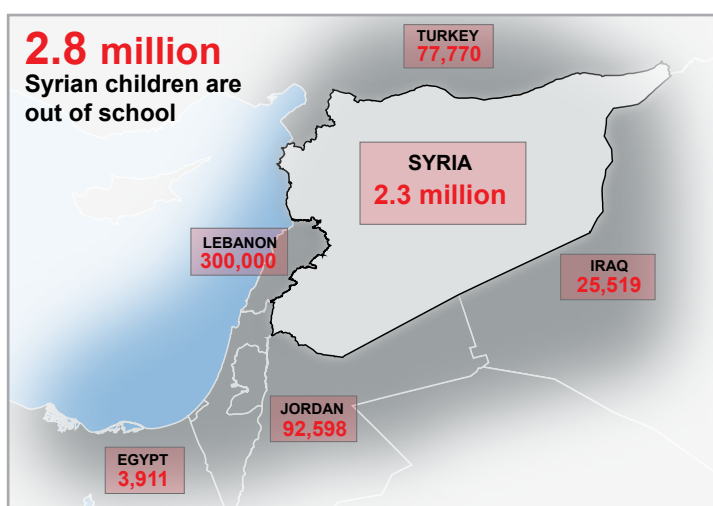 2.8 million
Syrian children are
out of school
TURKEY
77,770
SYRIA
2.3 million
LEBANON
300,000
IRAQ
25,519
JORDAN
92,598
EGYPT
3,911